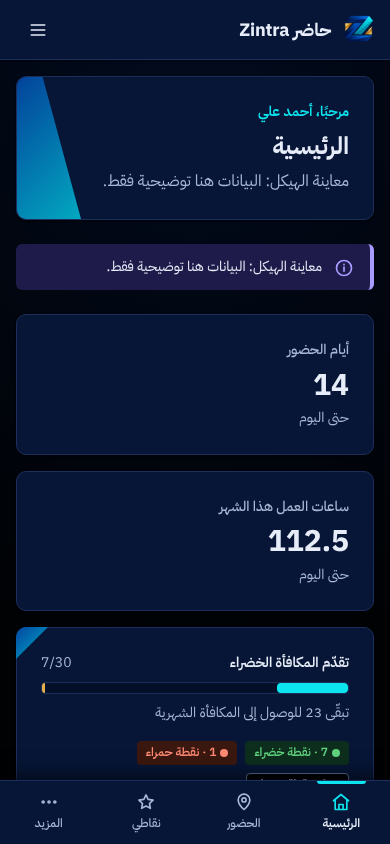 حاضر Zintra
مرحبًا، أحمد علي
الرئيسية
معاينة الهيكل: البيانات هنا توضيحية فقط.
معاينة الهيكل: البيانات هنا توضيحية فقط.
أيام الحضور
14
حتى اليوم
ساعات العمل هذا الشهر
112.5
حتى اليوم
تقدّم المكافأة الخضراء
7/30
تبقّى 23 للوصول إلى المكافأة الشهرية
7 · نقطة خضراء
1 · نقطة حمراء
الرئيسية
الحضور
نقاطي
المزيد